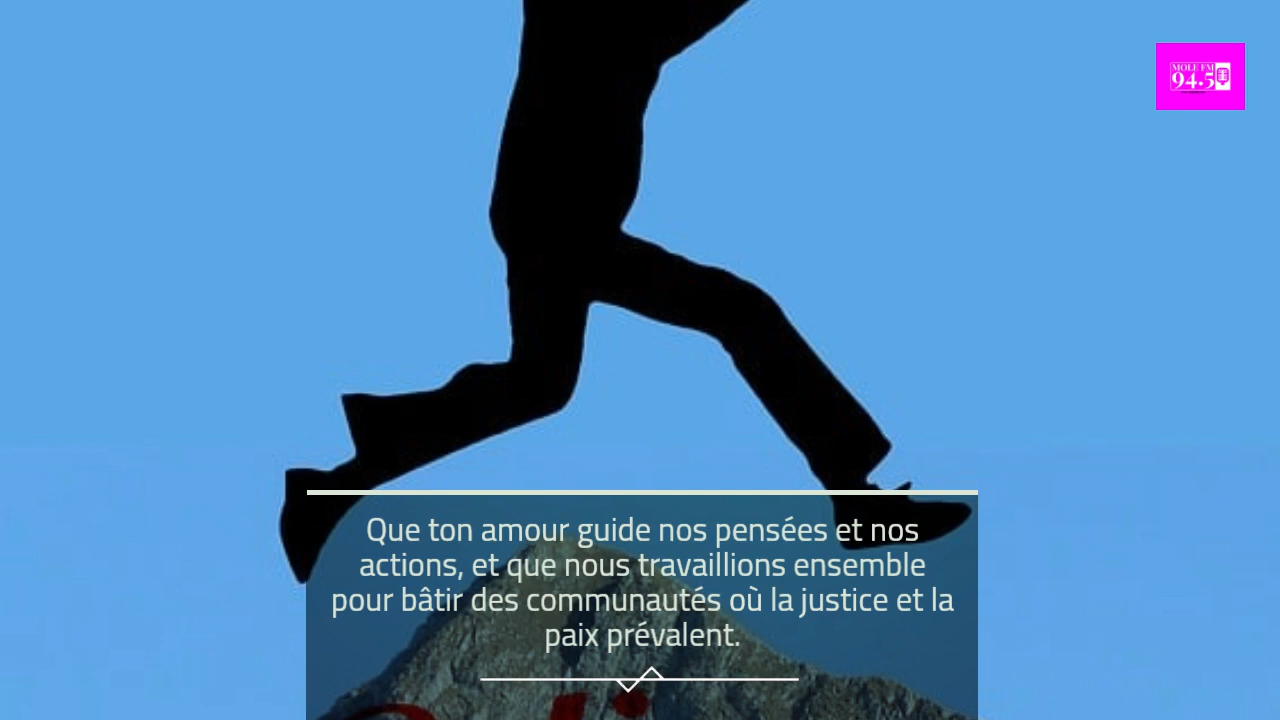 MOLE FM
94.5
Que ton amour guide nos pensées et nos
actions, et que nous travaillions ensemble
pour bâtir des communautés où la justice et la
paix prévalent.